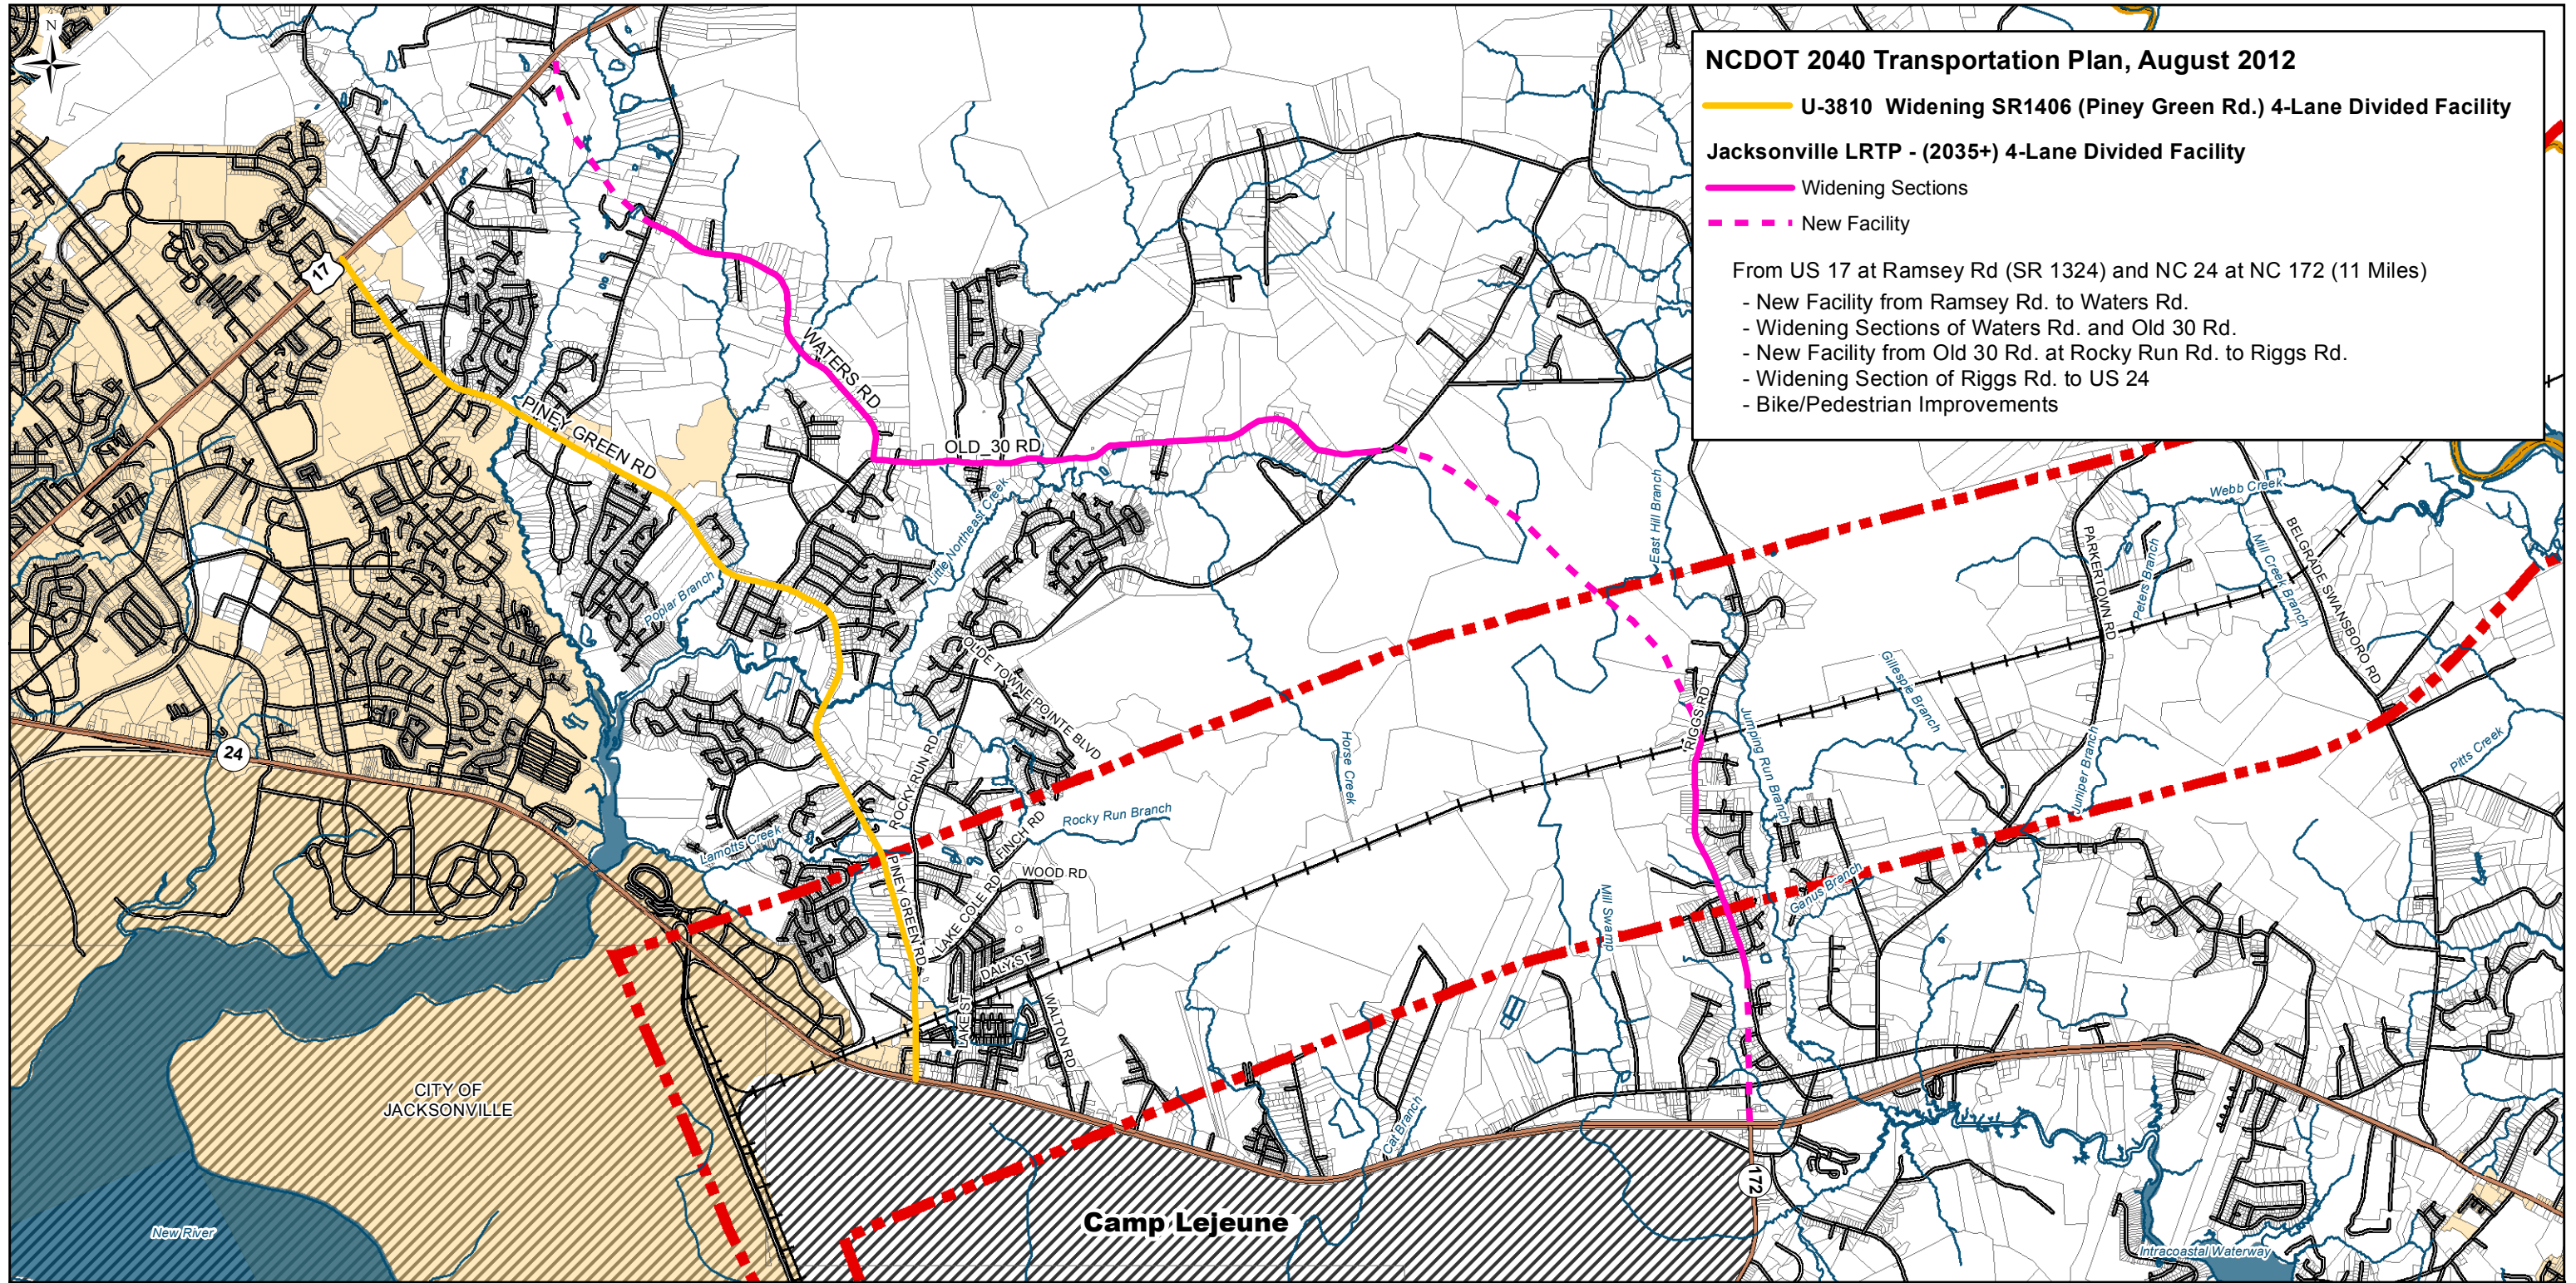 N
NCDOT 2040 Transportation Plan, August 2012
U-3810 Widening SR1406 (Piney Green Rd.) 4-Lane Divided Facility
Jacksonville LRTP - (2035+) 4-Lane Divided Facility
Widening Sections
New Facility
From US 17 at Ramsey Rd (SR 1324) and NC 24 at NC 172 (11 Miles)
- New Facility from Ramsey Rd. to Waters Rd.
- Widening Sections of Waters Rd. and Old 30 Rd.
- New Facility from Old 30 Rd. at Rocky Run Rd. to Riggs Rd.
- Widening Section of Riggs Rd. to US 24
- Bike/Pedestrian Improvements
17
WATERS RD
PINEY GREEN RD
OLD_30 RD
Little Northeast Creek
East Hill Branch
Webb Creek
BELGRADE SWANSBORO RD
PARKERTOWN RD
Peters Branch
Mill Creek Branch
Poplar Branch
OLDE TOWNE POINTE BLVD
Gillespie Branch
RIGGS RD
Jumping Run Branch
Juniper Branch
Pitts Creek
24
Horse Creek
ROCKY RUN RD
Rocky Run Branch
Lamotts Creek
FINCH RD
WOOD RD
PINEY GREEN RD
LAKE COLE RD
Ganus Branch
Mill Swamp
DALY ST
LAKE ST
WALTON RD
CITY OF
JACKSONVILLE
Cat Branch
172
Camp Lejeune
New River
Intracoastal Waterway